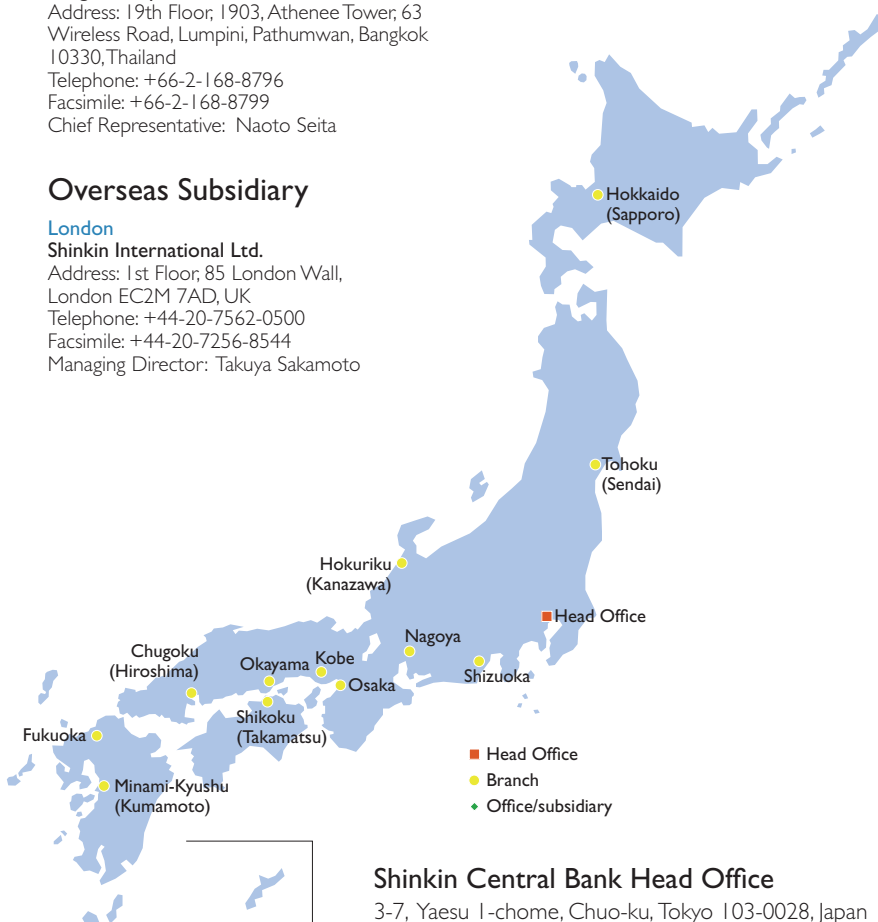 Address: 19th Floor, 1903, Athenee Tower, 63
Wireless Road, Lumpini, Pathumwan, Bangkok
10330, Thailand
Telephone: +66-2-168-8796
Facsimile: +66-2-168-8799
Chief Representative: Naoto Seita
Overseas Subsidiary
London
Shinkin International Ltd.
Address: 1st Floor, 85 London Wall,
London EC2M 7AD, UK
Telephone: +44-20-7562-0500
Facsimile: +44-20-7256-8544
Managing Director: Takuya Sakamoto
Hokkaido
(Sapporo)
Tohoku
(Sendai)
Hokuriku
(Kanazawa)
Head Office
Nagoya
Shizuoka
Chugoku
(Hiroshima)
Okayama
Kobe
Osaka
Shikoku
(Takamatsu)
Fukuoka
Minami-Kyushu
(Kumamoto)
Head Office
Branch
Office/subsidiary
Shinkin Central Bank Head Office
3-7, Yaesu 1-chome, Chuo-ku, Tokyo 103-0028, Japan